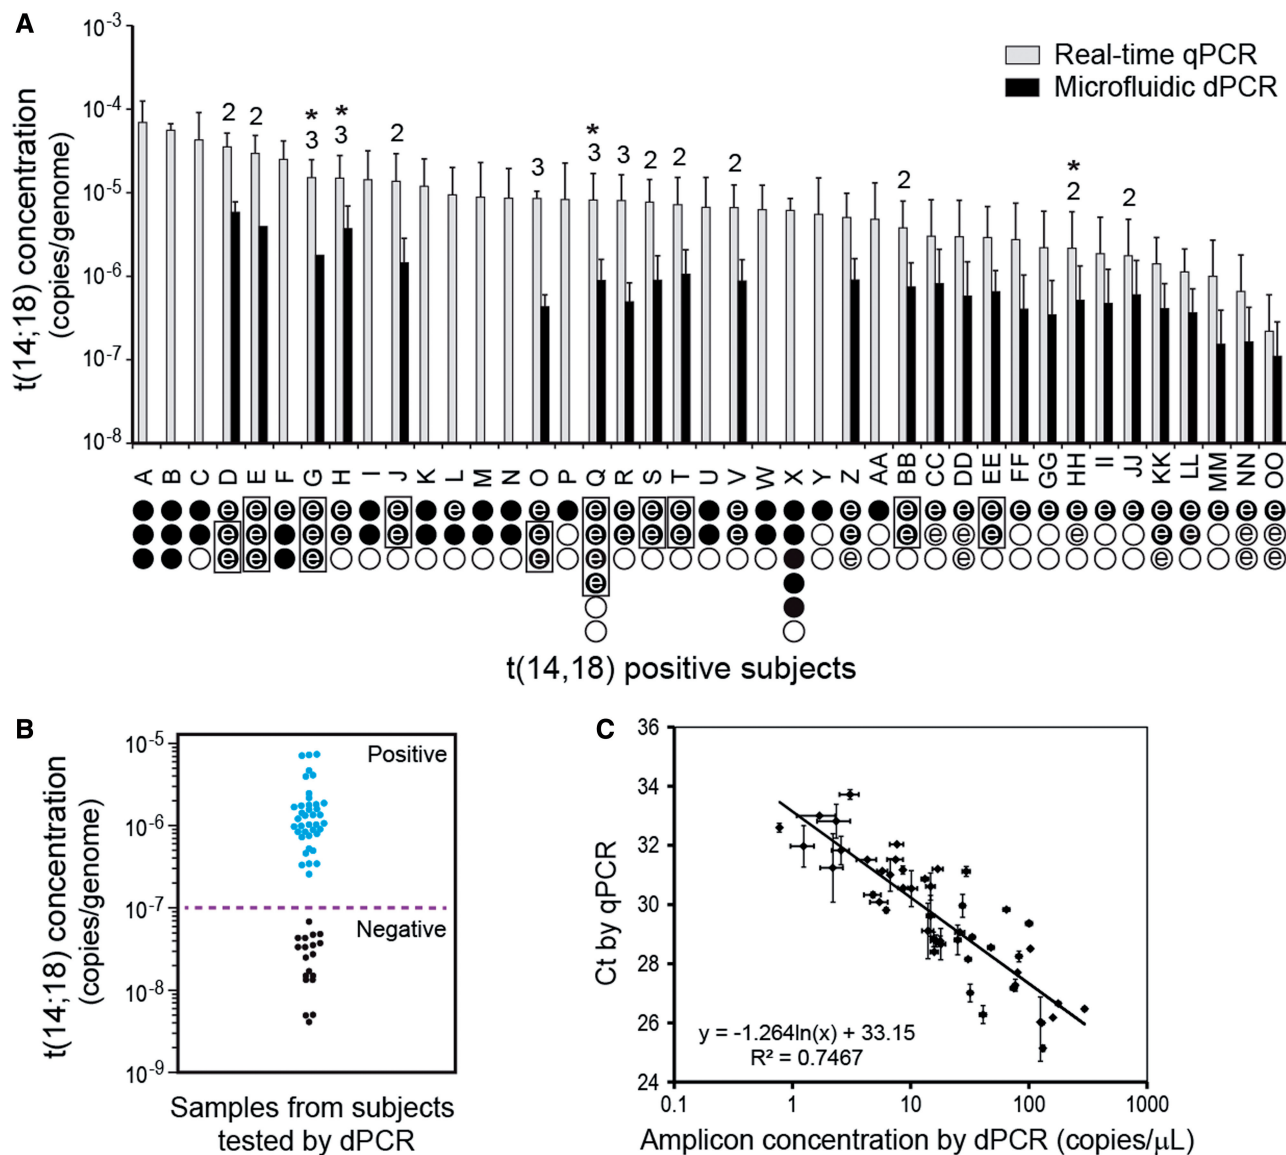 A
t(14;18) concentration
(copies/genome)
10-3
10-4
10-5
10-6
10-7
10-8
Real-time qPCR
Microfluidic dPCR
2 2 * 3 * 3 2 3 * 3 3 2 2 2 2 * 2 2
A B C D E F G H I J K L M N O P Q R S T U V W X Y Z AA BB CC DD EE FF GG HH II JJ KK LL MM NN OO
e e e e e e e e e e e e e e e e e e e e e e e e e e
e e e e e e e e e e e e e e e e e e e e
e e e e e e e e e e
e
t(14,18) positive subjects
B
t(14;18) concentration
(copies/genome)
10-5
10-6
10-7
10-8
10-9
Positive
Negative
Samples from subjects
tested by dPCR
C
Ct by qPCR
36
34
32
30
28
26
24
y = -1.264ln(x) + 33.15
R² = 0.7467
0.1 1 10 100 1000
Amplicon concentration by dPCR (copies/μL)